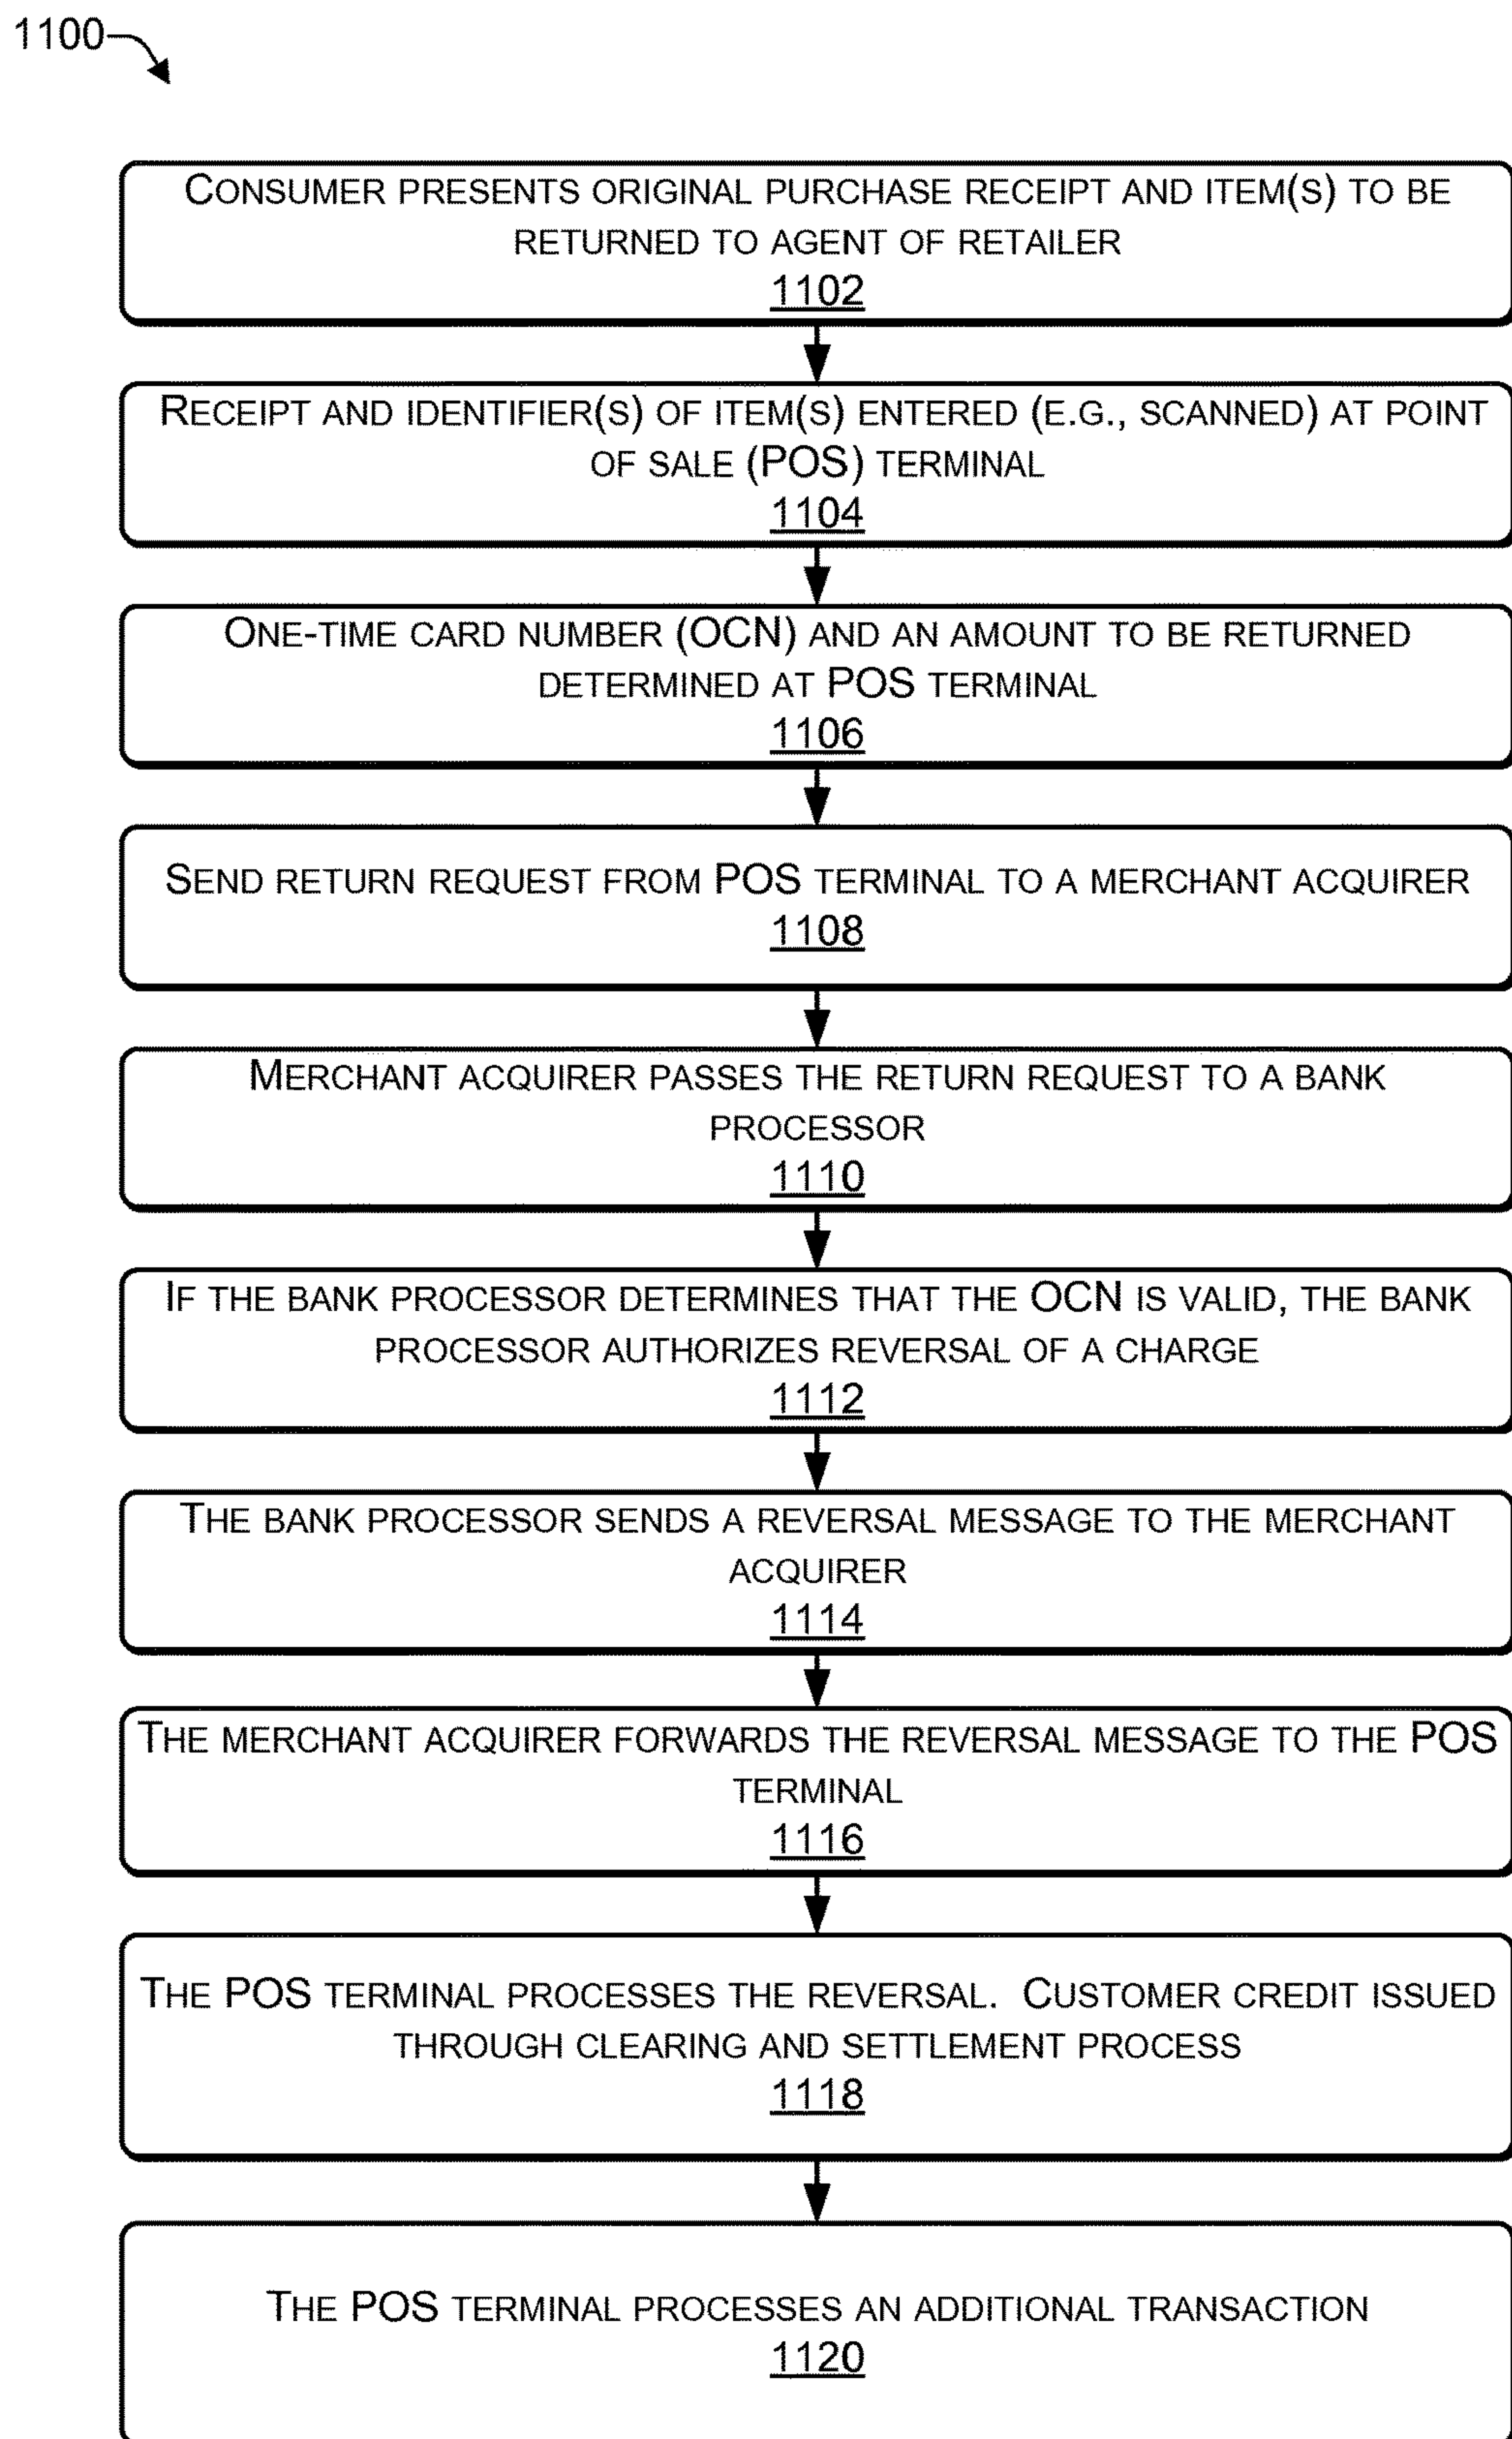 1100
CONSUMER PRESENTS ORIGINAL PURCHASE RECEIPT AND ITEM(S) TO BE
RETURNED TO AGENT OF RETAILER
1102
RECEIPT AND IDENTIFIER(S) OF ITEM(S) ENTERED (E.G., SCANNED) AT POINT
OF SALE (POS) TERMINAL
1104
ONE-TIME CARD NUMBER (OCN) AND AN AMOUNT TO BE RETURNED
DETERMINED AT POS TERMINAL
1106
SEND RETURN REQUEST FROM POS TERMINAL TO A MERCHANT ACQUIRER
1108
MERCHANT ACQUIRER PASSES THE RETURN REQUEST TO A BANK
PROCESSOR
1110
IF THE BANK PROCESSOR DETERMINES THAT THE OCN IS VALID, THE BANK
PROCESSOR AUTHORIZES REVERSAL OF A CHARGE
1112
THE BANK PROCESSOR SENDS A REVERSAL MESSAGE TO THE MERCHANT
ACQUIRER
1114
THE MERCHANT ACQUIRER FORWARDS THE REVERSAL MESSAGE TO THE POS
TERMINAL
1116
THE POS TERMINAL PROCESSES THE REVERSAL. CUSTOMER CREDIT ISSUED
THROUGH CLEARING AND SETTLEMENT PROCESS
1118
THE POS TERMINAL PROCESSES AN ADDITIONAL TRANSACTION
1120